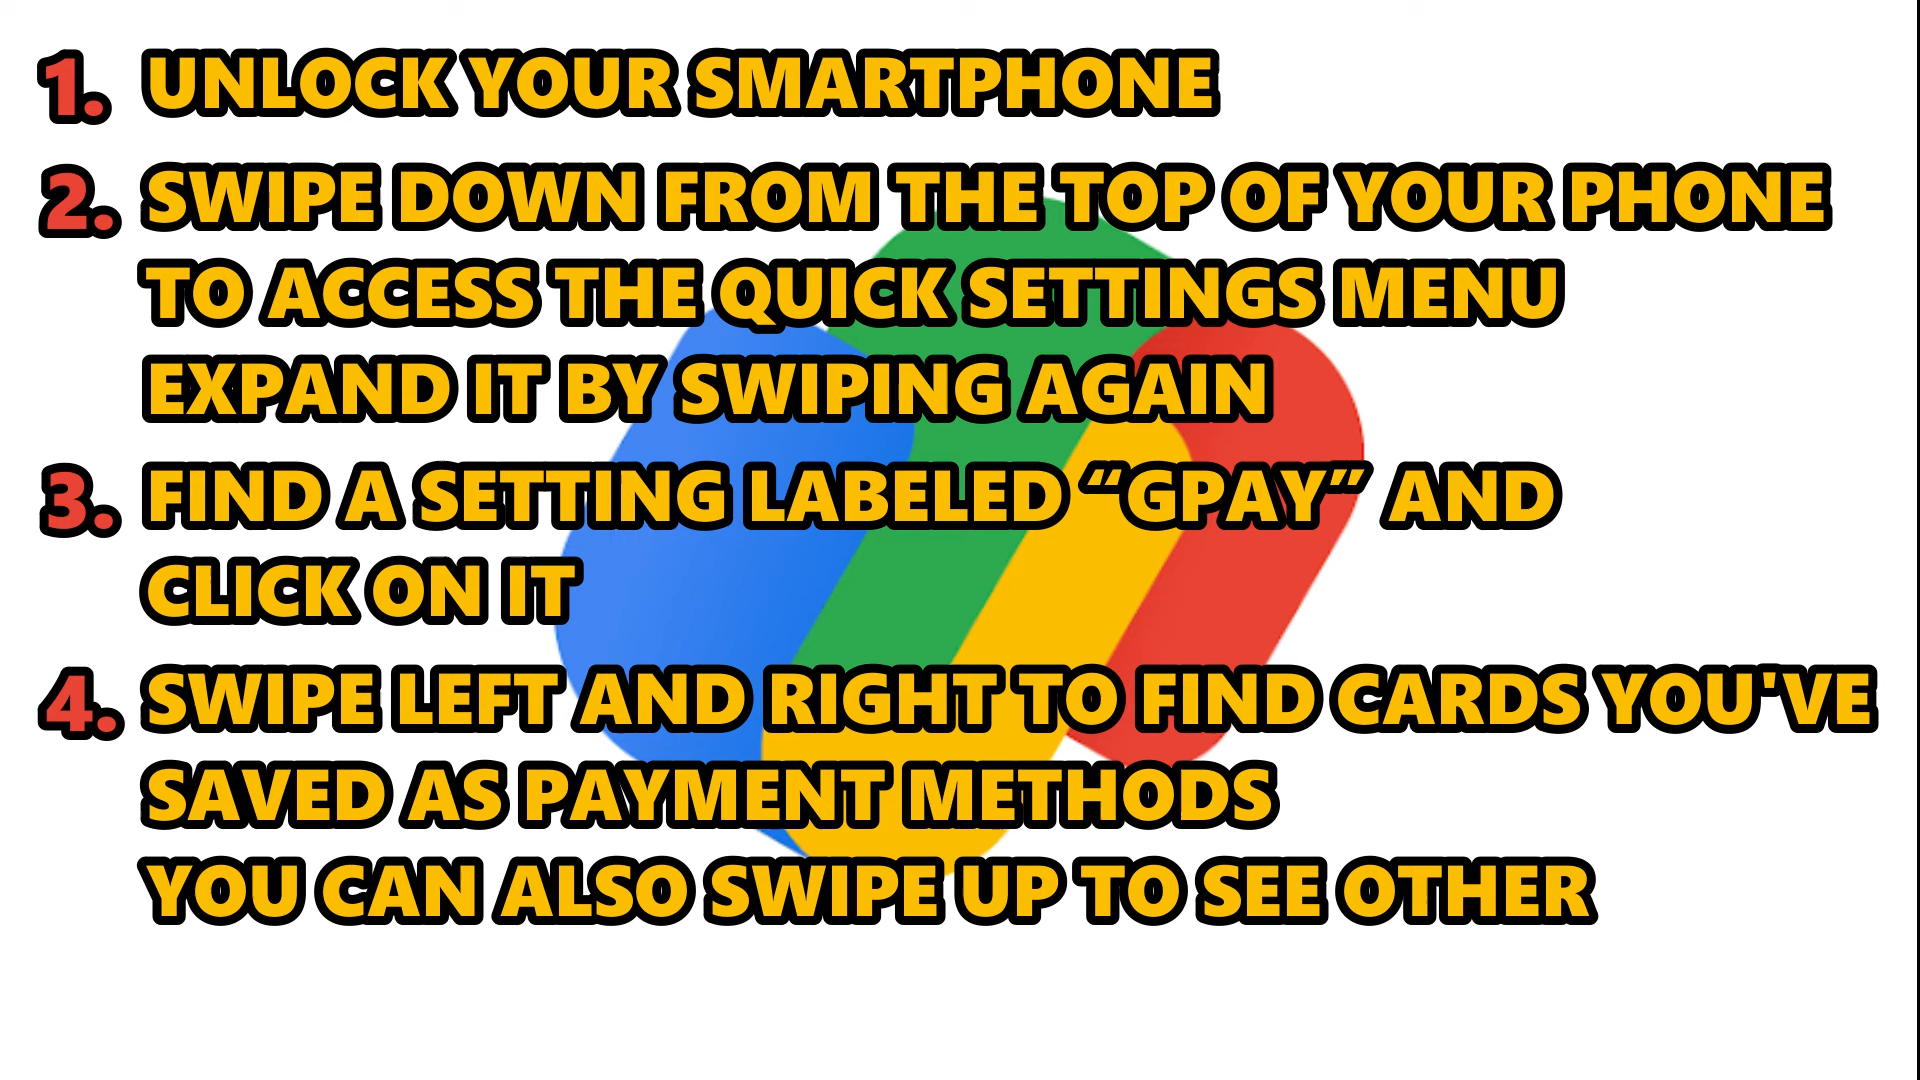 1. UNLOCK YOUR SMARTPHONE
2. SWIPE DOWN FROM THE TOP OF YOUR PHONE
TO ACCESS THE QUICK SETTINGS MENU
EXPAND IT BY SWIPING AGAIN
3. FIND A SETTING LABELED “GPAY” AND
CLICK ON IT
4. SWIPE LEFT AND RIGHT TO FIND CARDS YOU'VE
SAVED AS PAYMENT METHODS
YOU CAN ALSO SWIPE UP TO SEE OTHER